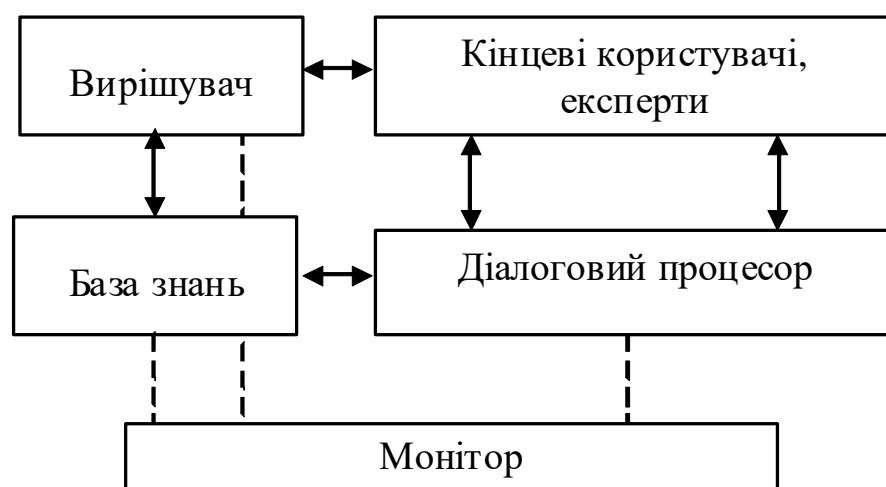 Вирішувач
Кінцеві користувачі,
експерти
База знань
Діалоговий процесор
Монітор